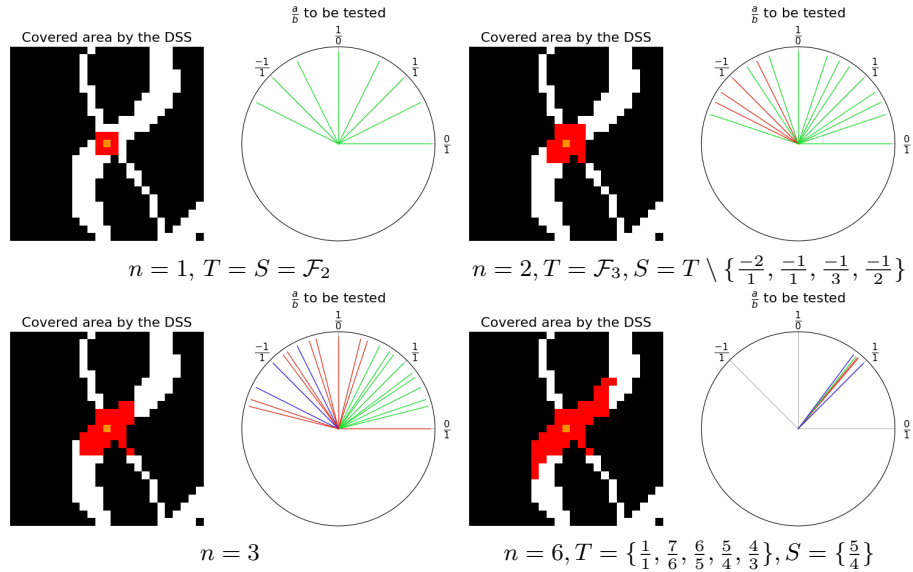 Covered area by the DSS
a/b to be tested
1/0
-1/1
1/1
0/1
Covered area by the DSS
a/b to be tested
1/0
-1/1
1/1
0/1
n = 1, T = S = F₂
n = 2, T = F₃, S = T \ {-2/1, -1/1, -1/3, -1/2}
Covered area by the DSS
a/b to be tested
1/0
-1/1
1/1
0/1
Covered area by the DSS
a/b to be tested
1/0
-1/1
1/1
0/1
n = 3
n = 6, T = {1/1, 7/6, 6/5, 5/4, 4/3}, S = {5/4}